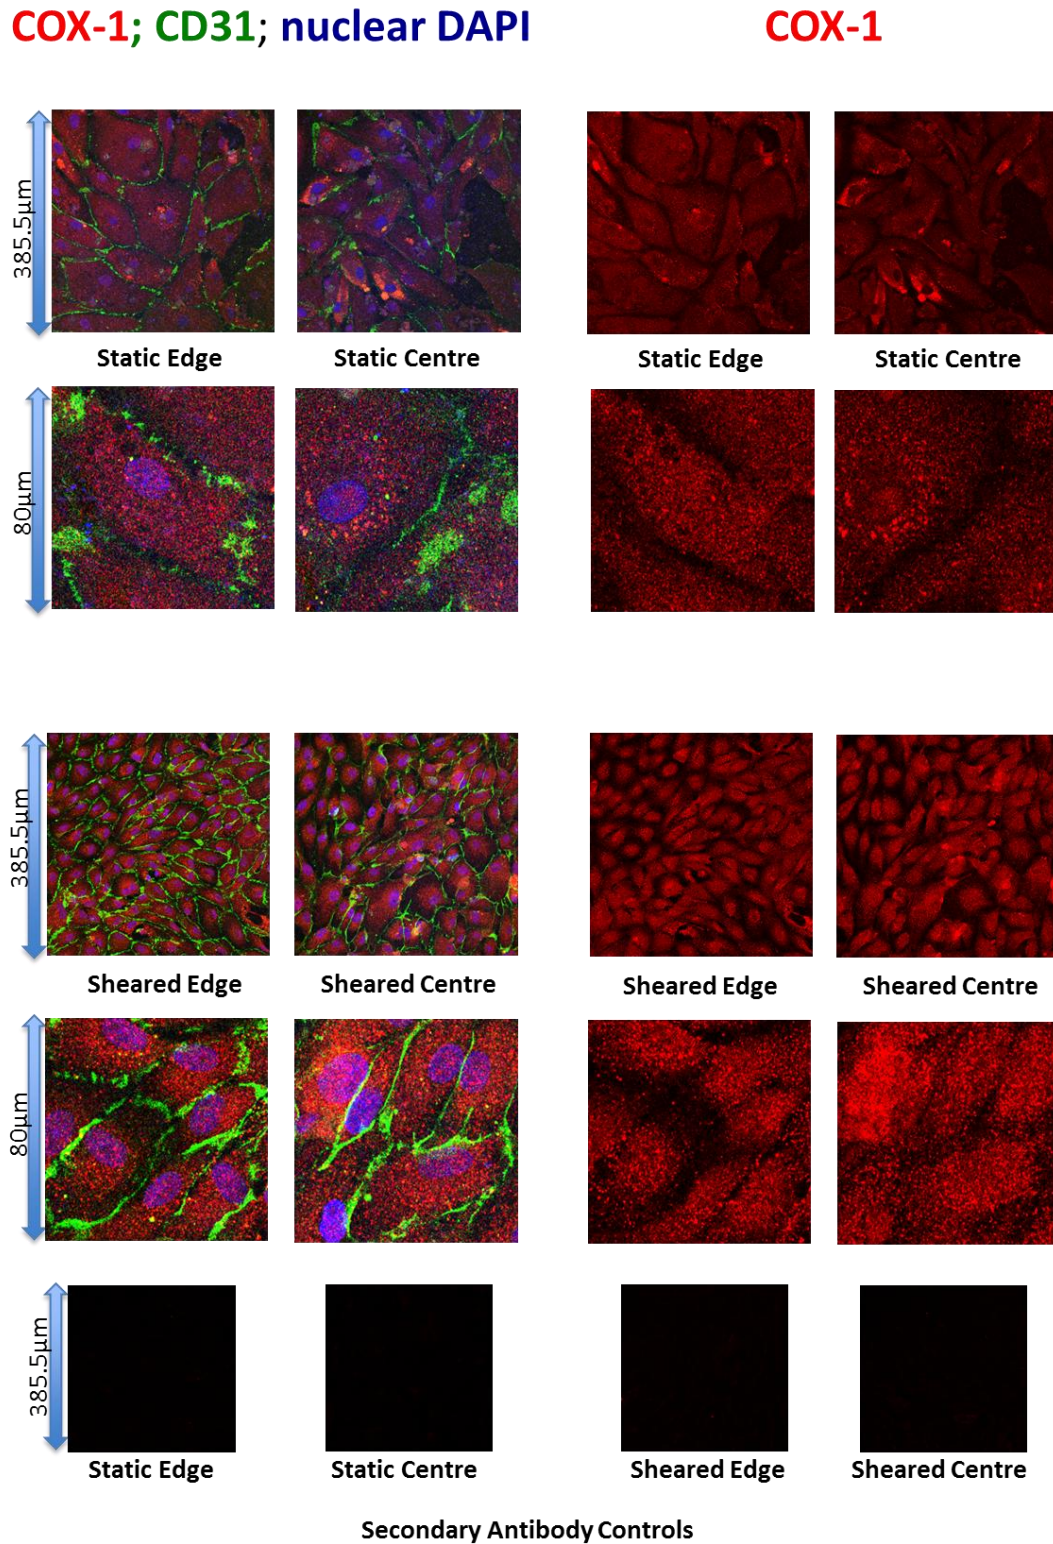 COX-1; CD31; nuclear DAPI
COX-1
385.5µm
Static Edge
Static Centre
Static Edge
Static Centre
80µm
385.5µm
Sheared Edge
Sheared Centre
Sheared Edge
Sheared Centre
80µm
385.5µm
Static Edge
Static Centre
Sheared Edge
Sheared Centre
Secondary Antibody Controls